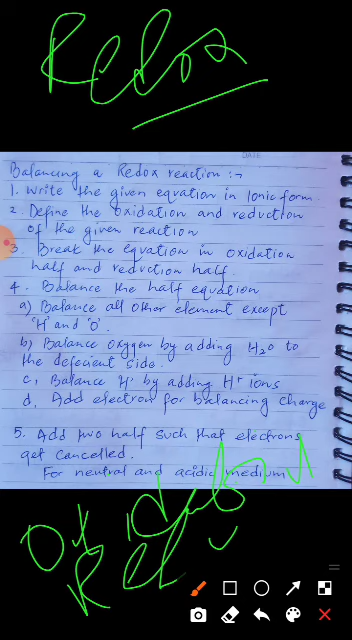 Redox
DATE
Balancing a Redox reaction :-
1. Write the given equation in Ionic form.
2. Define the oxidation and reduction
of the given reaction
3. Break the Equation in oxidation
half and reduction half.
4. Balance the half equation
a) Balance all other element except
'H' and 'O'.
b) Balance oxygen by adding H2O to
the defecient side.
c, Balance 'H' by adding H+ ions
d, Add electron for balancing charge
5. Add two half such that electrons
get cancelled.
For neutral and acidic medium